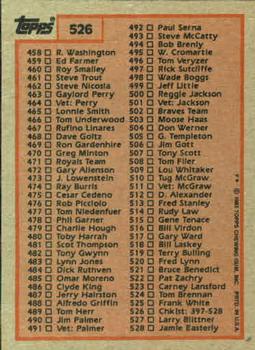 TOPPS
526
458 R. Washington
459 Ed Farmer
460 Roy Smalley
461 Steve Trout
462 Steve Nicosia
463 Gaylord Perry
464 Vet: Perry
465 Lonnie Smith
466 Tom Underwood
467 Rufino Linares
468 Dave Goltz
469 Ron Gardenhire
470 Greg Minton
471 Royals Team
472 Gary Allenson
473 J. Lowenstein
474 Ray Burris
475 Cesar Cedeno
476 Rob Picciolo
477 Tom Niedenfuer
478 Phil Garner
479 Charlie Hough
480 Toby Harrah
481 Scot Thompson
482 Tony Gwynn
483 Lynn Jones
484 Dick Ruthven
485 Omar Moreno
486 Clyde King
487 Jerry Hairston
488 Alfredo Griffin
489 Tom Herr
490 Jim Palmer
491 Vet: Palmer
492 Paul Serna
493 Steve McCatty
494 Bob Brenly
495 W. Cromartie
496 Tom Veryzer
497 Rick Sutcliffe
498 Wade Boggs
499 Jeff Little
500 Reggie Jackson
501 Vet: Jackson
502 Braves Team
503 Moose Haas
504 Don Werner
505 G. Templeton
506 Jim Gott
507 Tony Scott
508 Tom Filer
509 Lou Whitaker
510 Tug McGraw
511 Vet: McGraw
512 D. Alexander
513 Fred Stanley
514 Rudy Law
515 Gene Tenace
516 Bill Virdon
517 Gary Ward
518 Bill Laskey
519 Terry Bulling
520 Fred Lynn
521 Bruce Benedict
522 Pat Zachry
523 Carney Lansford
524 Tom Brennan
525 Frank White
526 Chklst: 397-528
527 Larry Biittner
528 Jamie Easterly
© 1983 TOPPS CHEWING GUM, INC. PRTD. IN U.S.A.